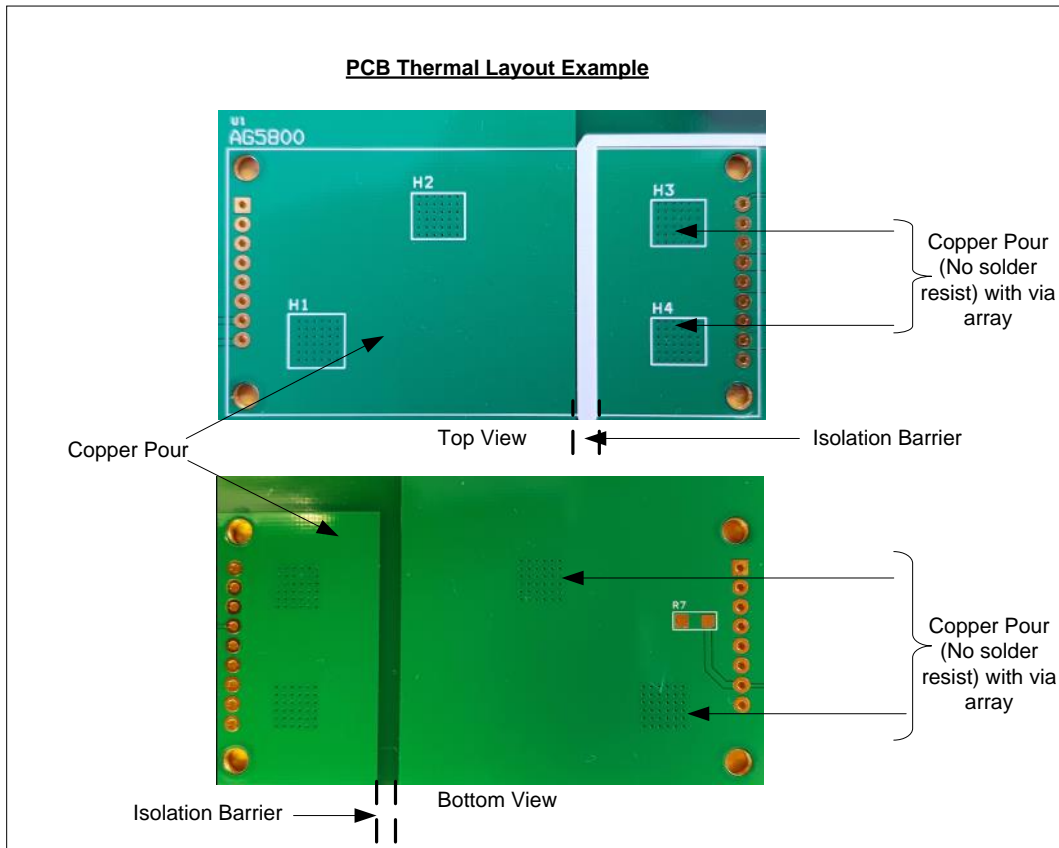 PCB Thermal Layout Example
U1
AG5800
H2
H3
H1
H4
Copper Pour
(No solder
resist) with via
array
Top View
Isolation Barrier
Copper Pour
R7
Copper Pour
(No solder
resist) with via
array
Bottom View
Isolation Barrier